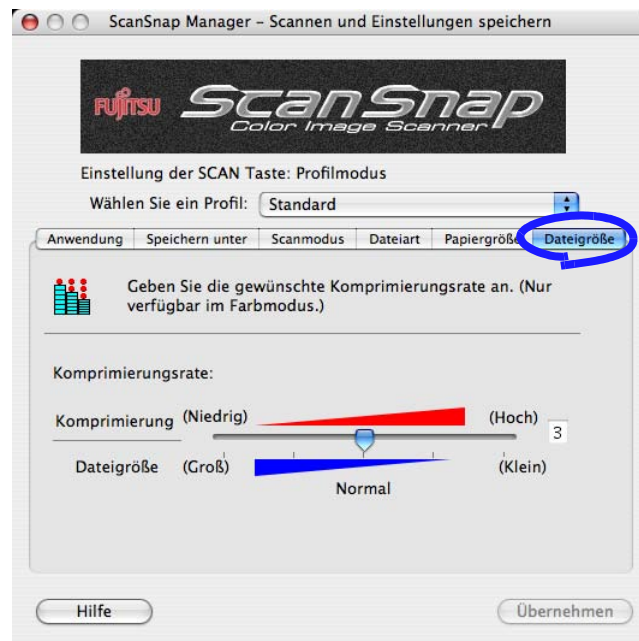 ScanSnap Manager – Scannen und Einstellungen speichern
FUJITSU ScanSnap
Color Image Scanner
Einstellung der SCAN Taste: Profilmodus
Wählen Sie ein Profil: Standard
Anwendung Speichern unter Scanmodus Dateiart Papiergröße Dateigröße
Geben Sie die gewünschte Komprimierungsrate an. (Nur
verfügbar im Farbmodus.)
Komprimierungsrate:
Komprimierung (Niedrig) (Hoch) 3
Dateigröße (Groß) (Klein)
Normal
Hilfe Übernehmen